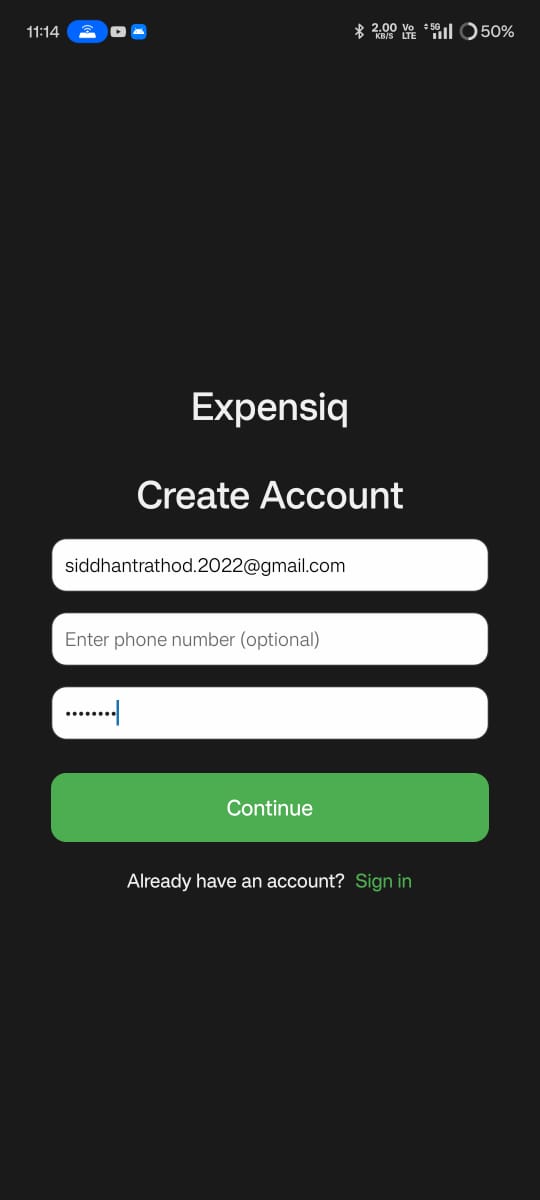 11:14 2.00 KB/S Vo LTE 5G 50%
Expensiq
Create Account
siddhantrathod.2022@gmail.com
Enter phone number (optional)
••••••••
Continue
Already have an account? Sign in